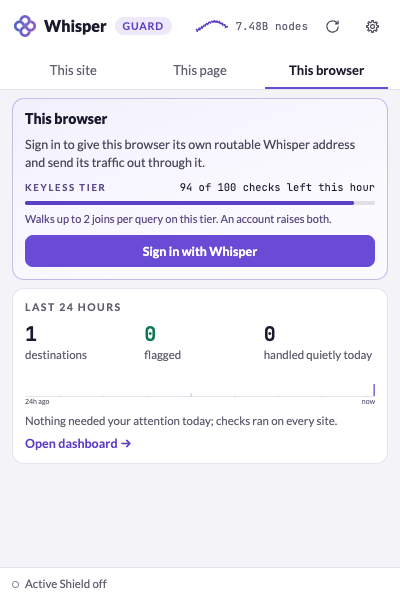 Whisper GUARD 7.48B nodes
This site This page This browser
This browser
Sign in to give this browser its own routable Whisper address
and send its traffic out through it.
KEYLESS TIER 94 of 100 checks left this hour
Walks up to 2 joins per query on this tier. An account raises both.
Sign in with Whisper
LAST 24 HOURS
1 0 0
destinations flagged handled quietly today
24h ago now
Nothing needed your attention today; checks ran on every site.
Open dashboard →
Active Shield off